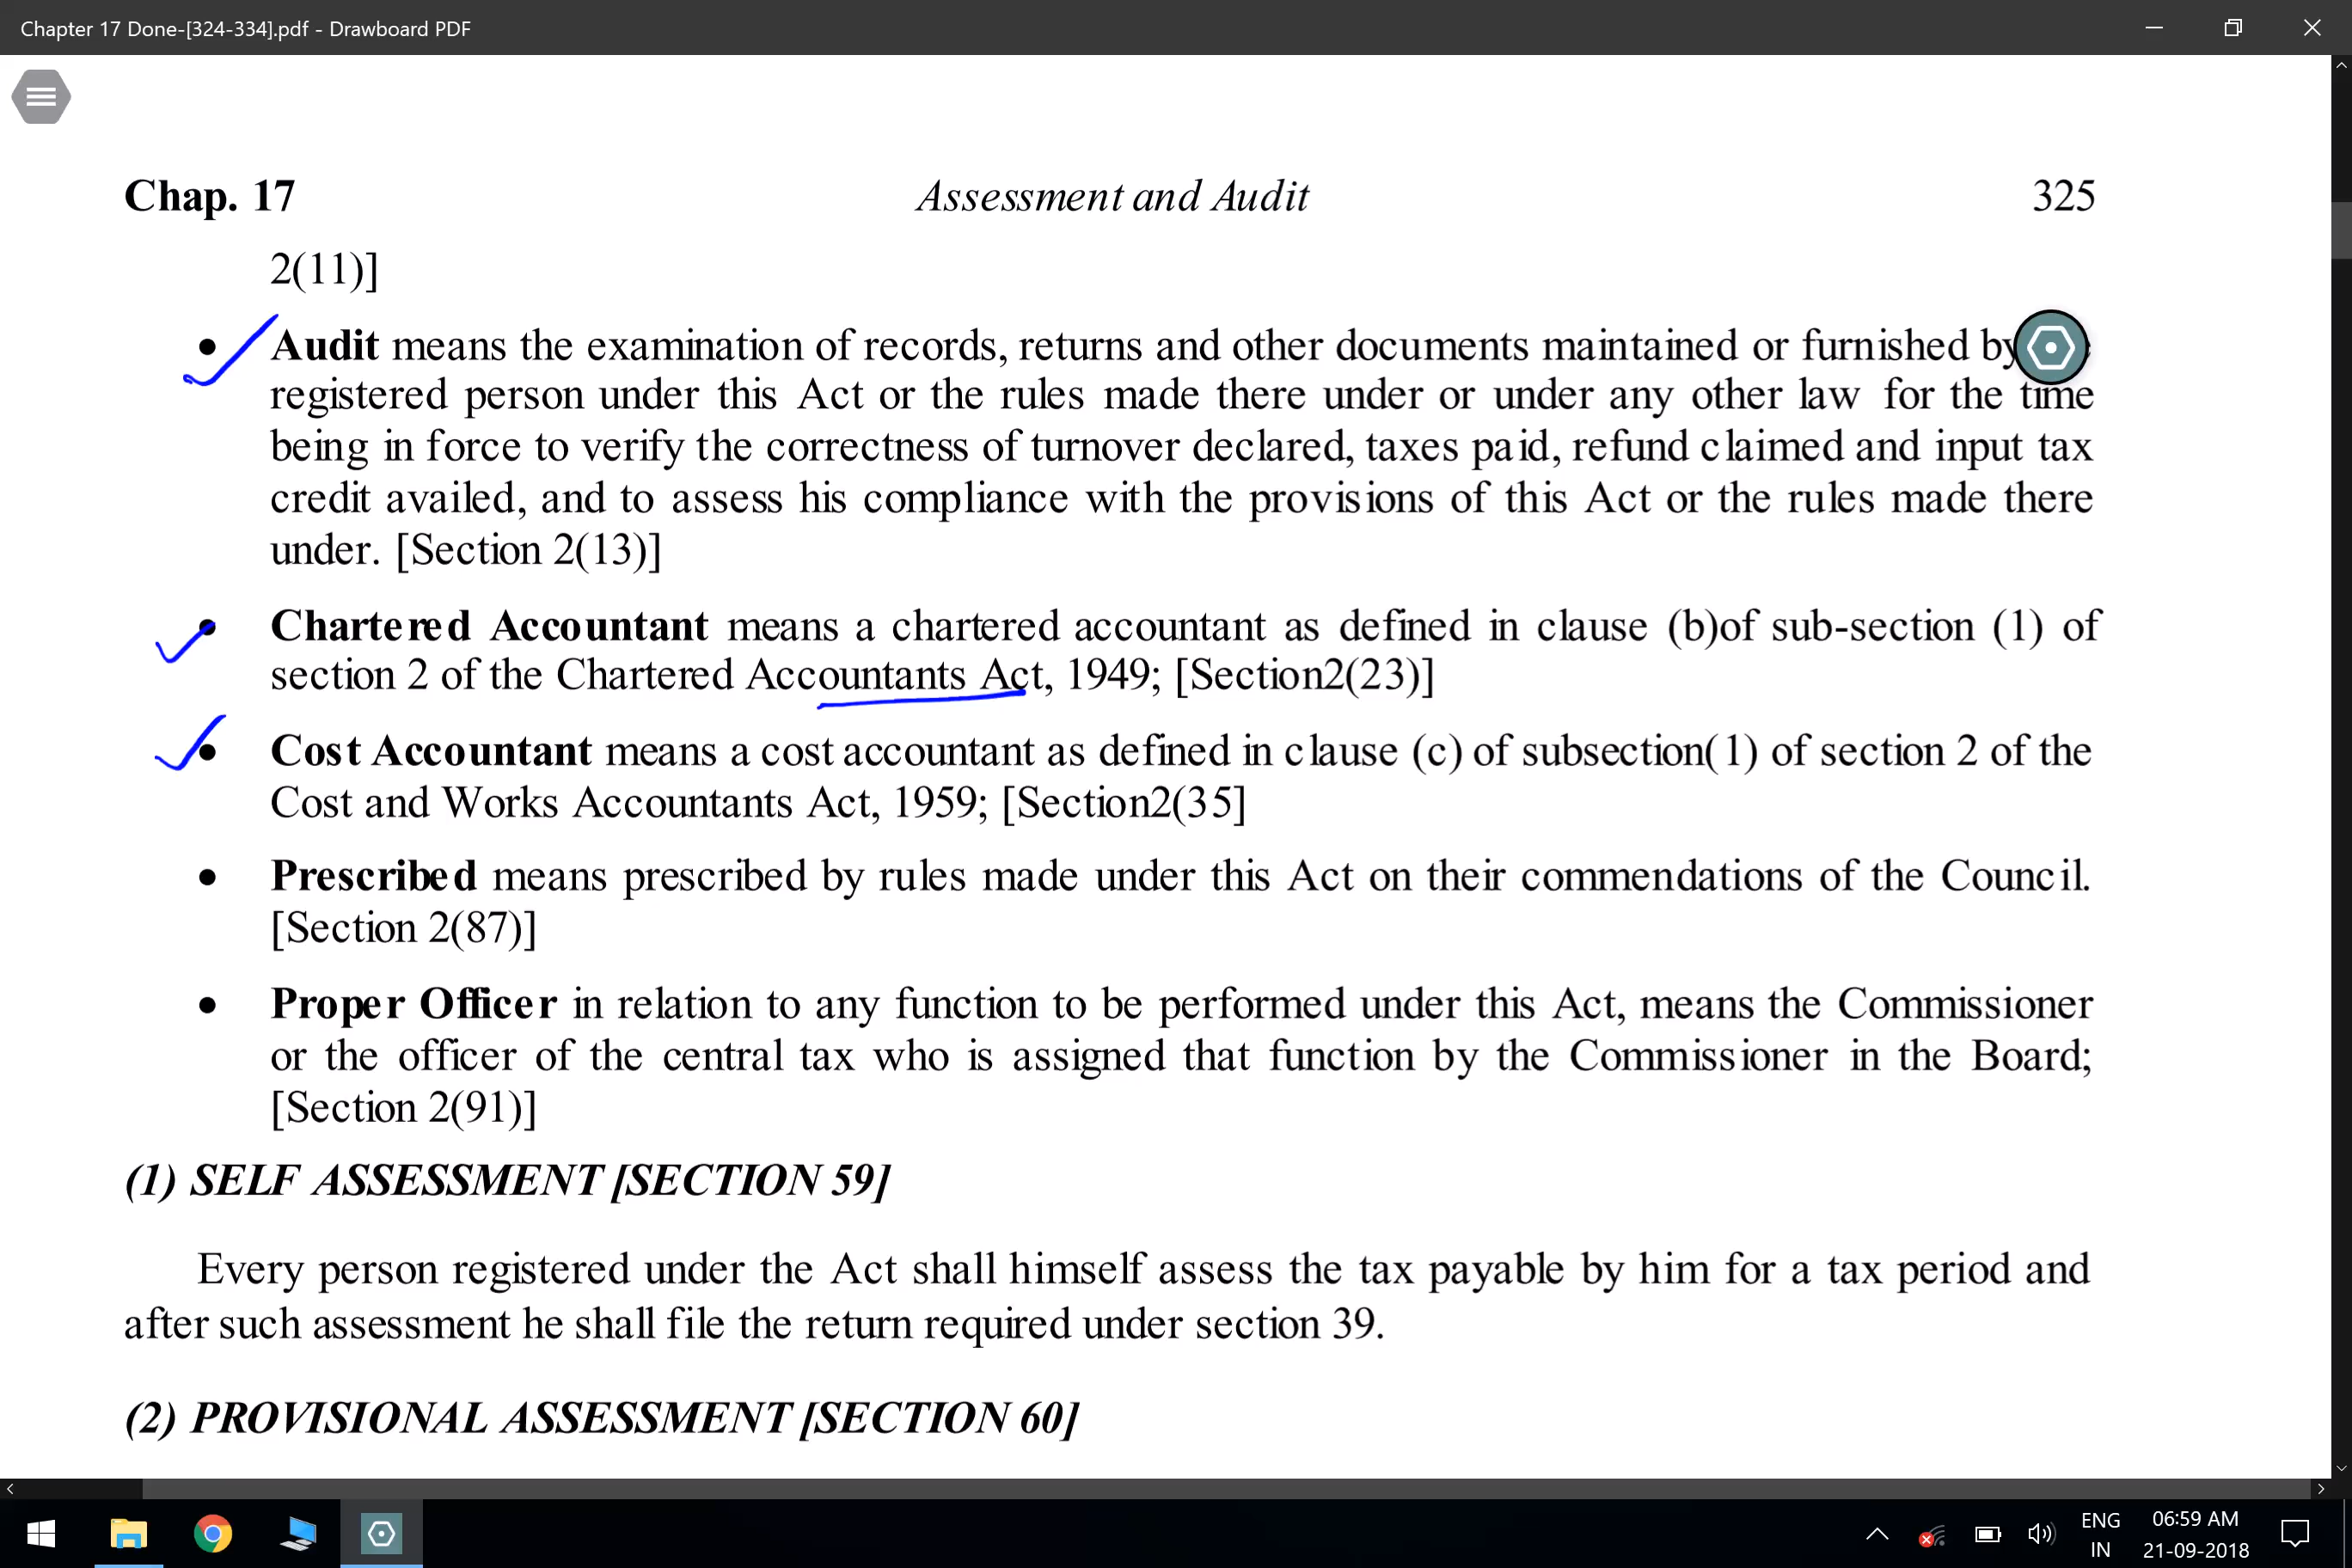 Chapter 17 Done-[324-334].pdf - Drawboard PDF
Chap. 17 Assessment and Audit 325
2(11)]
• Audit means the examination of records, returns and other documents maintained or furnished by
registered person under this Act or the rules made there under or under any other law for the time
being in force to verify the correctness of turnover declared, taxes paid, refund claimed and input tax
credit availed, and to assess his compliance with the provisions of this Act or the rules made there
under. [Section 2(13)]
• Chartered Accountant means a chartered accountant as defined in clause (b)of sub-section (1) of
section 2 of the Chartered Accountants Act, 1949; [Section2(23)]
• Cost Accountant means a cost accountant as defined in clause (c) of subsection(1) of section 2 of the
Cost and Works Accountants Act, 1959; [Section2(35]
• Prescribed means prescribed by rules made under this Act on their commendations of the Council.
[Section 2(87)]
• Proper Officer in relation to any function to be performed under this Act, means the Commissioner
or the officer of the central tax who is assigned that function by the Commissioner in the Board;
[Section 2(91)]
(1) SELF ASSESSMENT [SECTION 59]
Every person registered under the Act shall himself assess the tax payable by him for a tax period and
after such assessment he shall file the return required under section 39.
(2) PROVISIONAL ASSESSMENT [SECTION 60]
ENG 06:59 AM
IN 21-09-2018